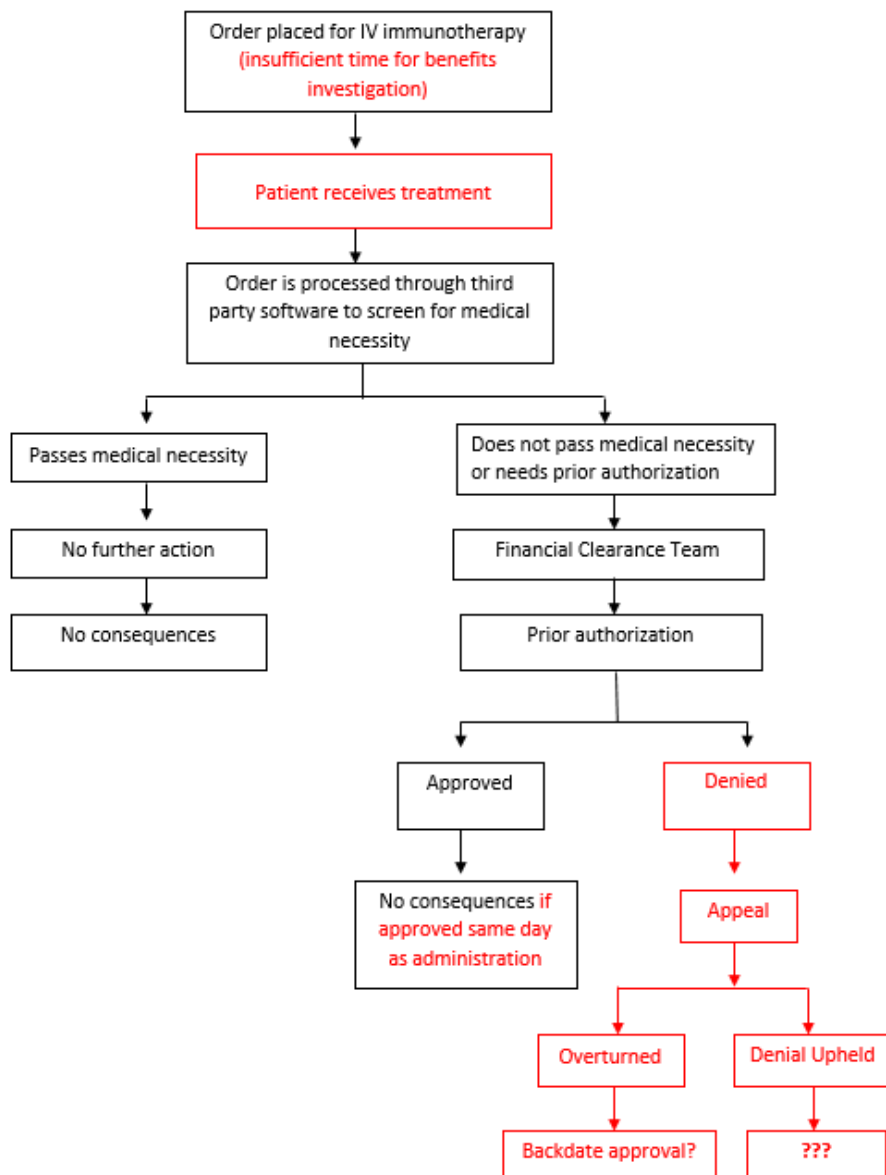 Order placed for IV immunotherapy
(insufficient time for benefits
investigation)
Patient receives treatment
Order is processed through third
party software to screen for medical
necessity
Passes medical necessity
Does not pass medical necessity
or needs prior authorization
No further action
Financial Clearance Team
No consequences
Prior authorization
Approved
Denied
No consequences if
approved same day
as administration
Appeal
Overturned
Denial Upheld
Backdate approval?
???